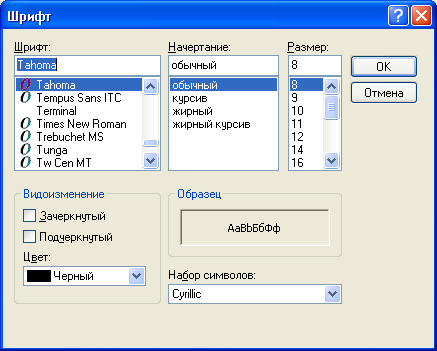 Шрифт
Шрифт:
Начертание:
Размер:
Tahoma
обычный
8
OK
Tahoma
Tempus Sans ITC
Terminal
Times New Roman
Trebuchet MS
Tunga
Tw Cen MT
обычный
курсив
жирный
жирный курсив
8
9
10
11
12
14
16
Отмена
Видоизменение
Зачеркнутый
Подчеркнутый
Цвет:
Черный
Образец
АаBbБбФф
Набор символов:
Cyrillic